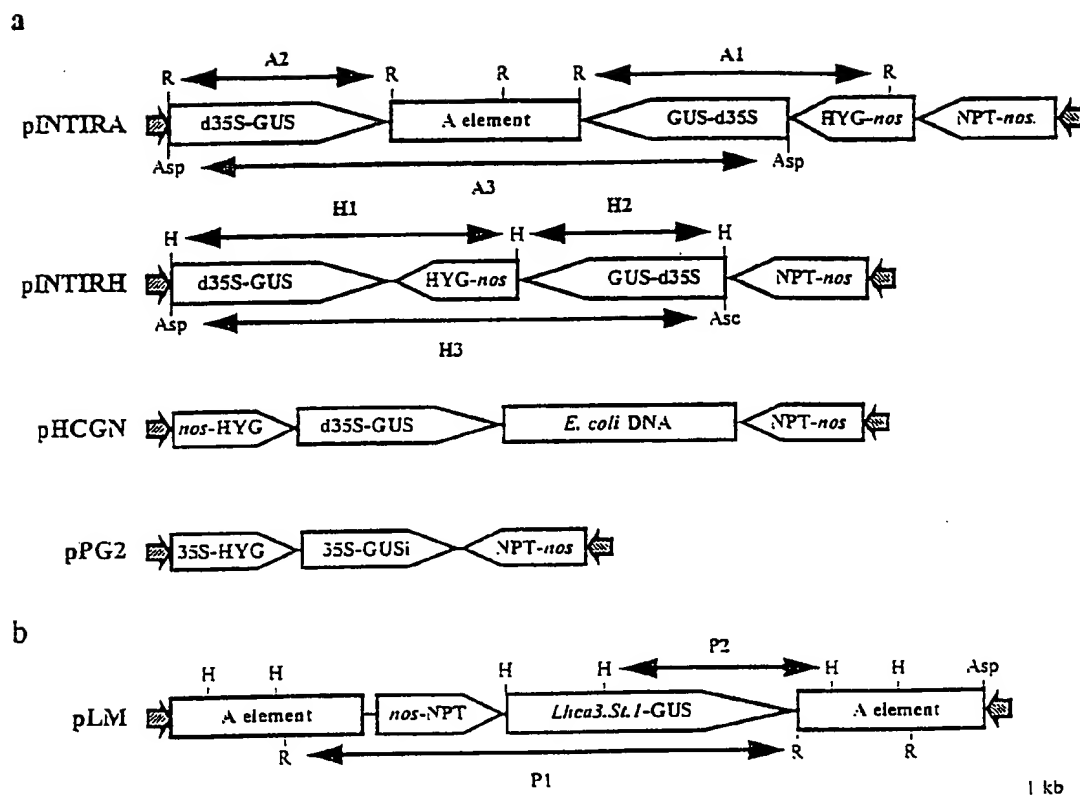 a
A2 A1
R R R R R
pINTIRA d35S-GUS A element GUS-d35S HYG-nos NPT-nos.
Asp Asp
A3
H1 H2
H H H
pINTIRH d35S-GUS HYG-nos GUS-d35S NPT-nos
Asp Asc
H3
pHCGN nos-HYG d35S-GUS E. coli DNA NPT-nos
pPG2 35S-HYG 35S-GUSi NPT-nos
b
P2
H H H H H H Asp
pLM A element nos-NPT Lhca3.St.1-GUS A element
R R R
P1
1 kb